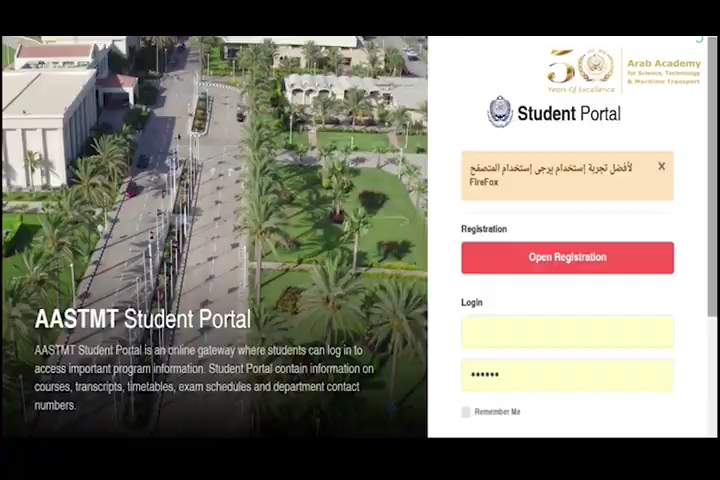 50
Years Of Excellence
Arab Academy
for Science, Technology
& Maritime Transport
Student Portal
لأفضل تجربة إستخدام يرجى إستخدام المتصفح
FireFox
×
Registration
Open Registration
Login
••••••
Remember Me
AASTMT Student Portal
AASTMT Student Portal is an online gateway where students can log in to
access important program information. Student Portal contain information on
courses, transcripts, timetables, exam schedules and department contact
numbers.